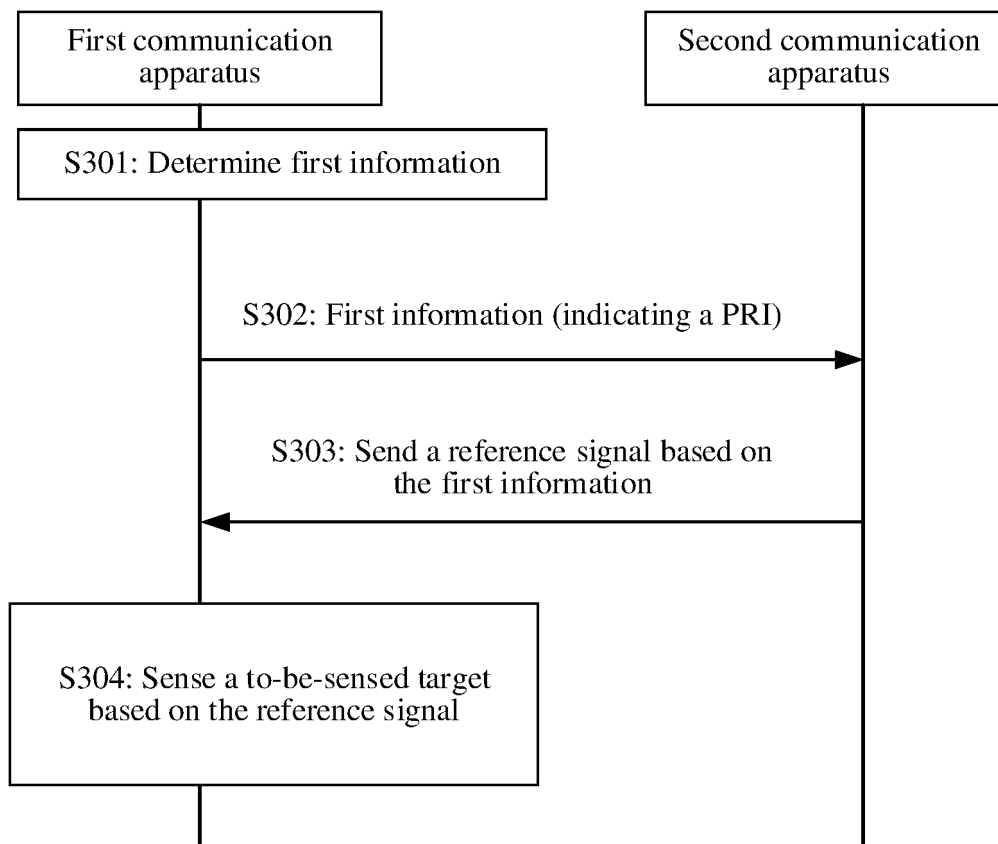 First communication
apparatus
Second communication
apparatus
S301: Determine first information
S302: First information (indicating a PRI)
S303: Send a reference signal based on
the first information
S304: Sense a to-be-sensed target
based on the reference signal